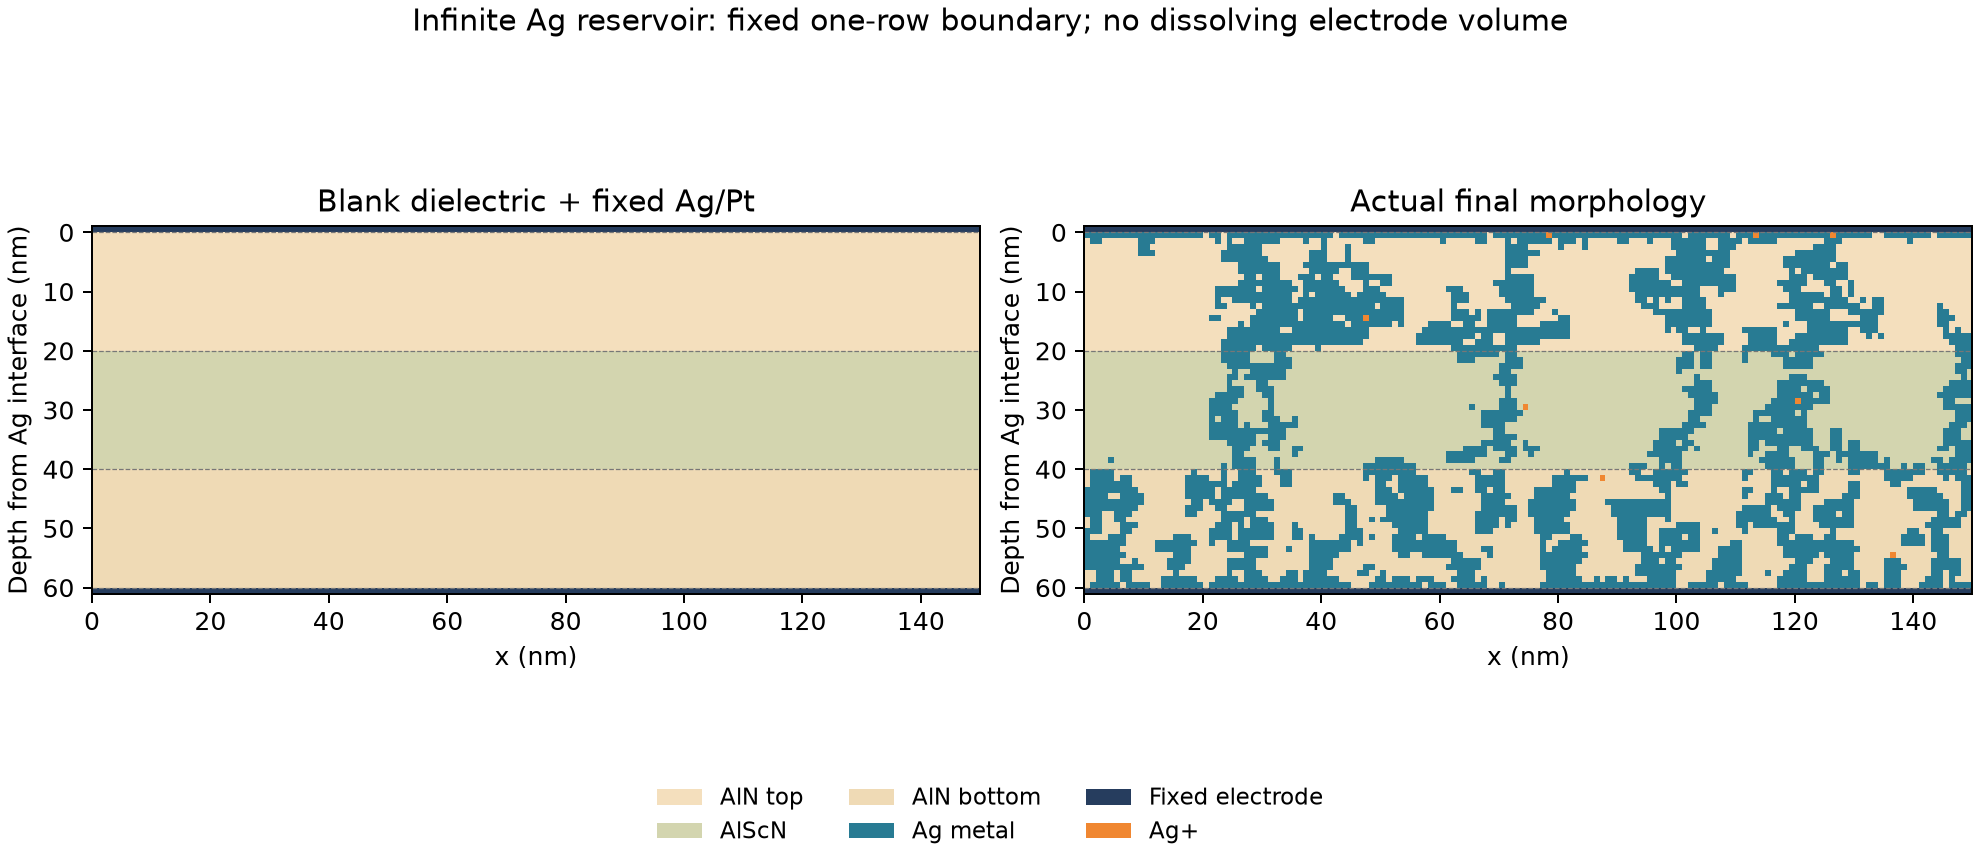 Infinite Ag reservoir: fixed one-row boundary; no dissolving electrode volume
Blank dielectric + fixed Ag/Pt
Depth from Ag interface (nm)
0
10
20
30
40
50
60
0 20 40 60 80 100 120 140
x (nm)
Actual final morphology
Depth from Ag interface (nm)
0
10
20
30
40
50
60
0 20 40 60 80 100 120 140
x (nm)
AlN top AlN bottom Fixed electrode
AlScN Ag metal Ag+